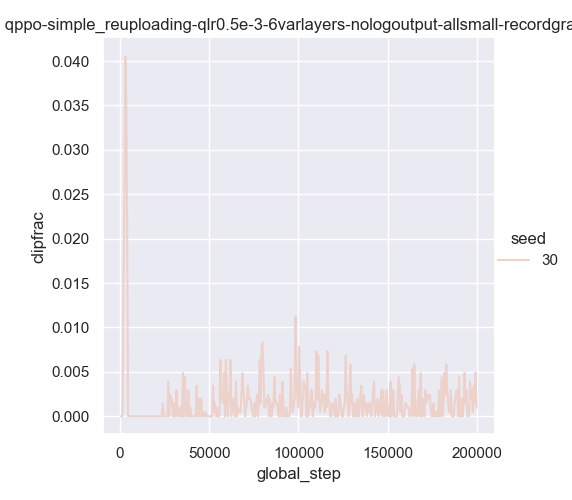 qppo-simple_reuploading-qlr0.5e-3-6varlayers-nologoutput-allsmall-recordgra
0.040
0.035
0.030
0.025
0.020
0.015
0.010
0.005
0.000
dipfrac
0 50000 100000 150000 200000
global_step
seed
30